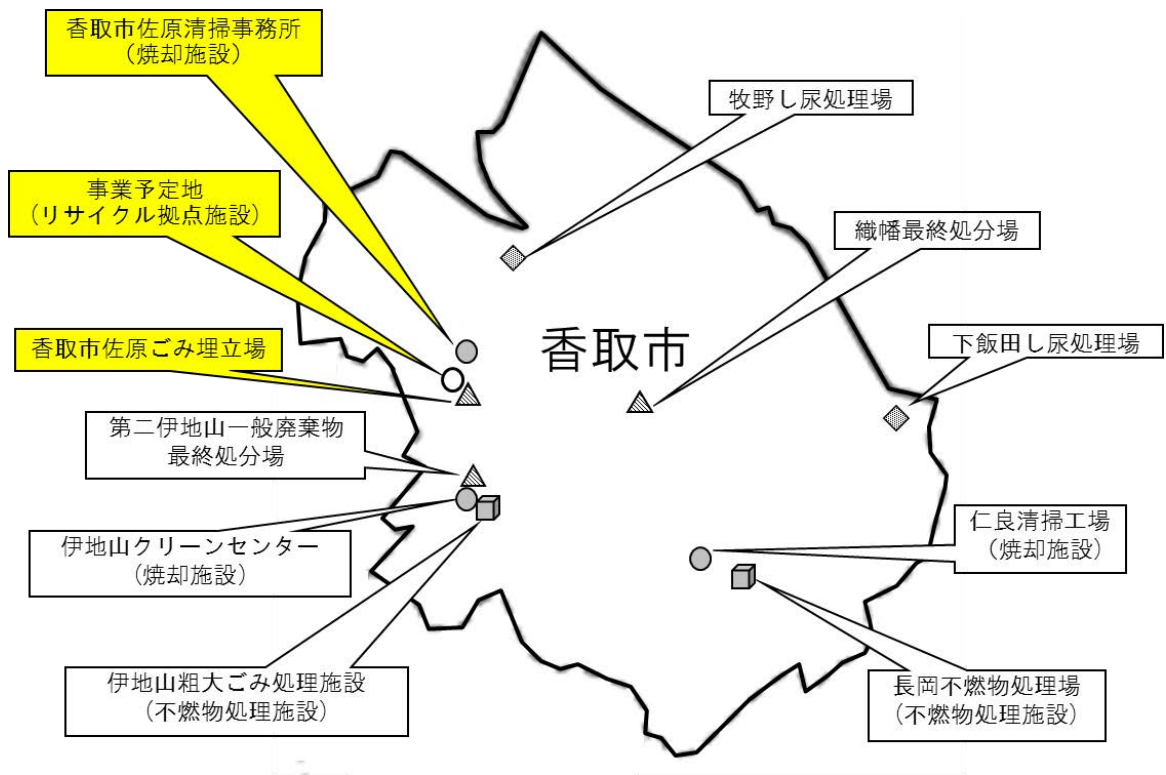 香取市佐原清掃事務所
（焼却施設）
牧野し尿処理場
事業予定地
（リサイクル拠点施設）
織幡最終処分場
香取市佐原ごみ埋立場
香取市
下飯田し尿処理場
第二伊地山一般廃棄物
最終処分場
伊地山クリーンセンター
（焼却施設）
仁良清掃工場
（焼却施設）
伊地山粗大ごみ処理施設
（不燃物処理施設）
長岡不燃物処理場
（不燃物処理施設）